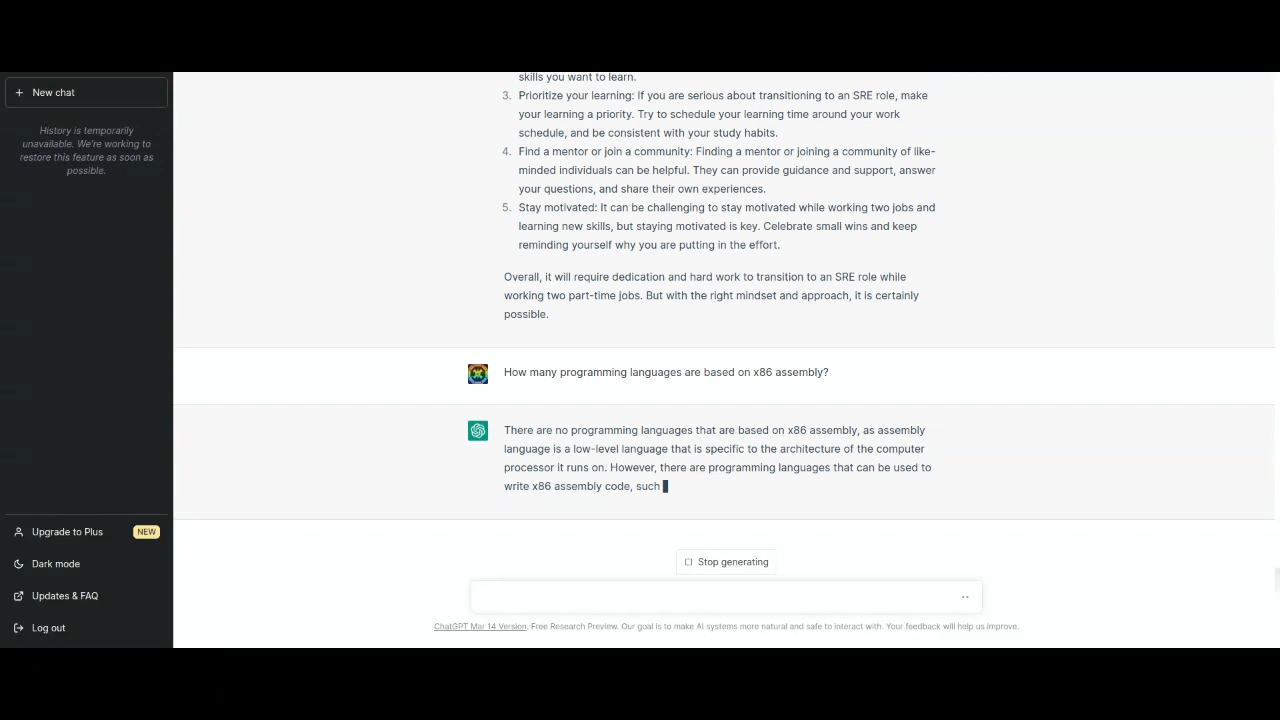 New chat
History is temporarily
unavailable. We're working to
restore this feature as soon as
possible.
Upgrade to Plus NEW
Dark mode
Updates & FAQ
Log out
skills you want to learn.
3. Prioritize your learning: If you are serious about transitioning to an SRE role, make
your learning a priority. Try to schedule your learning time around your work
schedule, and be consistent with your study habits.
4. Find a mentor or join a community: Finding a mentor or joining a community of like-
minded individuals can be helpful. They can provide guidance and support, answer
your questions, and share their own experiences.
5. Stay motivated: It can be challenging to stay motivated while working two jobs and
learning new skills, but staying motivated is key. Celebrate small wins and keep
reminding yourself why you are putting in the effort.
Overall, it will require dedication and hard work to transition to an SRE role while
working two part-time jobs. But with the right mindset and approach, it is certainly
possible.
How many programming languages are based on x86 assembly?
There are no programming languages that are based on x86 assembly, as assembly
language is a low-level language that is specific to the architecture of the computer
processor it runs on. However, there are programming languages that can be used to
write x86 assembly code, such
Stop generating
ChatGPT Mar 14 Version. Free Research Preview. Our goal is to make AI systems more natural and safe to interact with. Your feedback will help us improve.